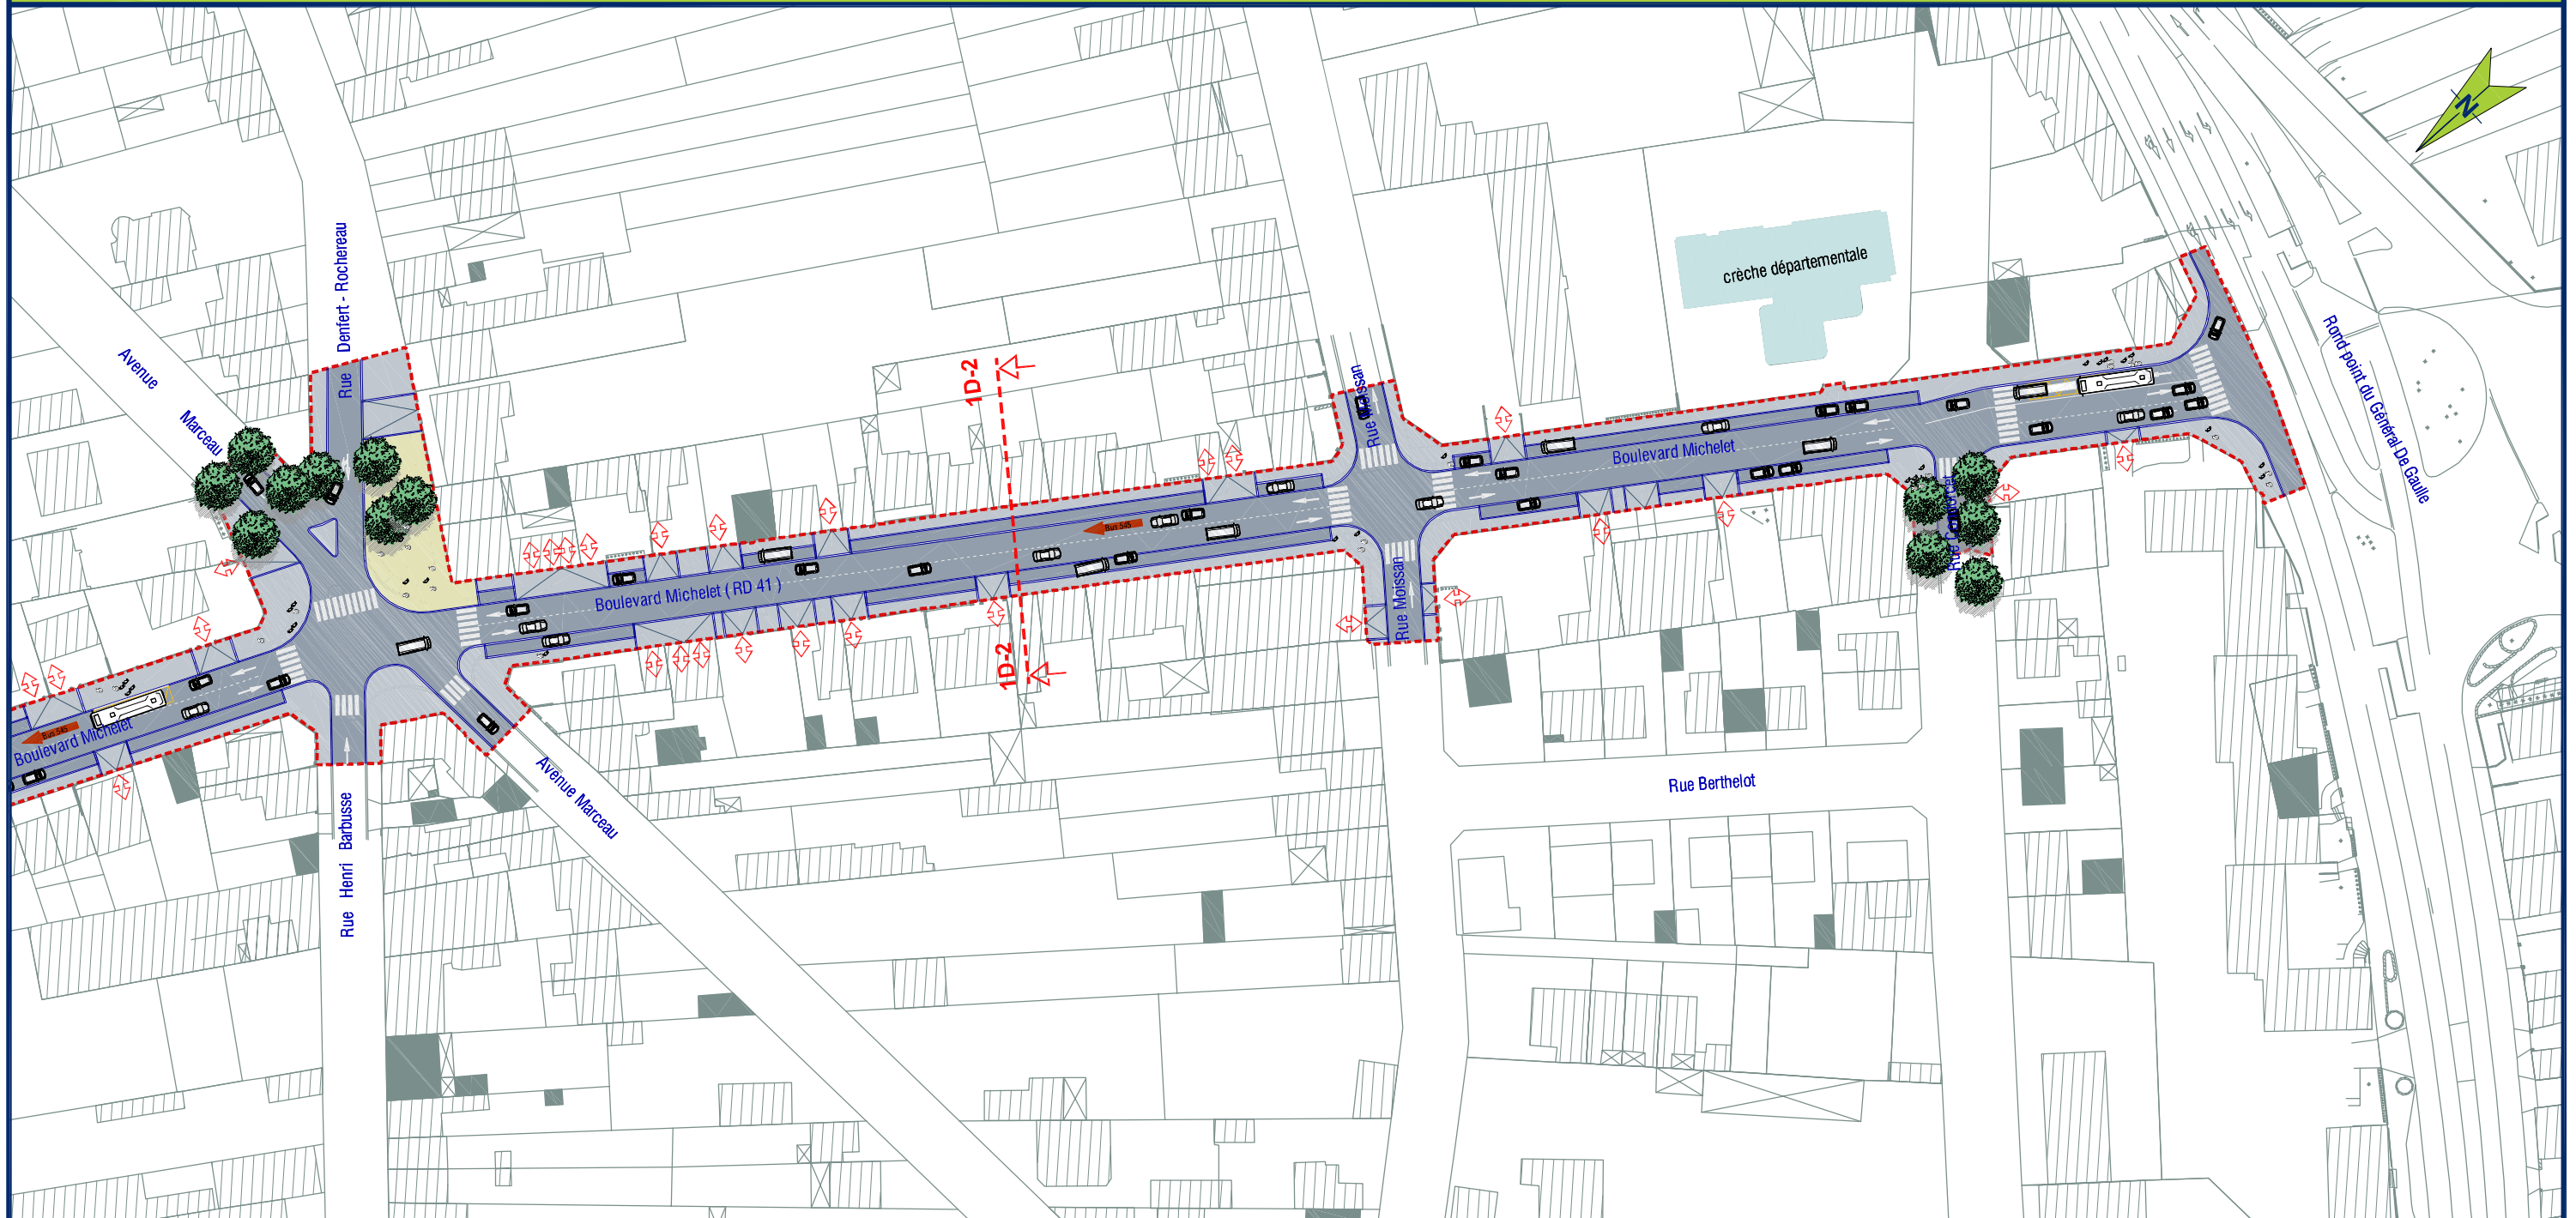 N
Rue Denfert - Rochereau
crèche départementale
Avenue Marceau
Rond point du Général De Gaulle
1D-2
Rue Moissan
Boulevard Michelet
Bus 545
Boulevard Michelet ( RD 41 )
Rue
Rue Moissan
1D-2
Bus 545
Boulevard Michelet
Avenue Marceau
Rue Berthelot
Rue Henri Barbusse